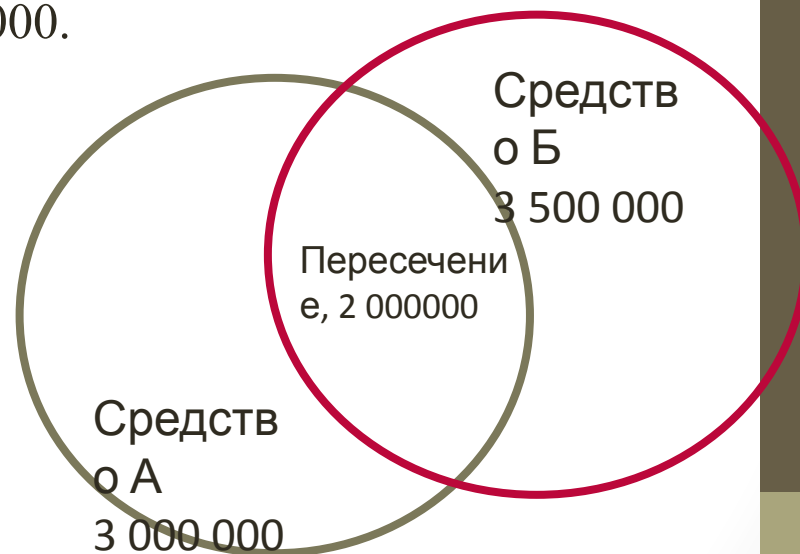 000.
Средств
о Б
3 500 000
Пересечени
е, 2 000000
Средств
о А
3 000 000